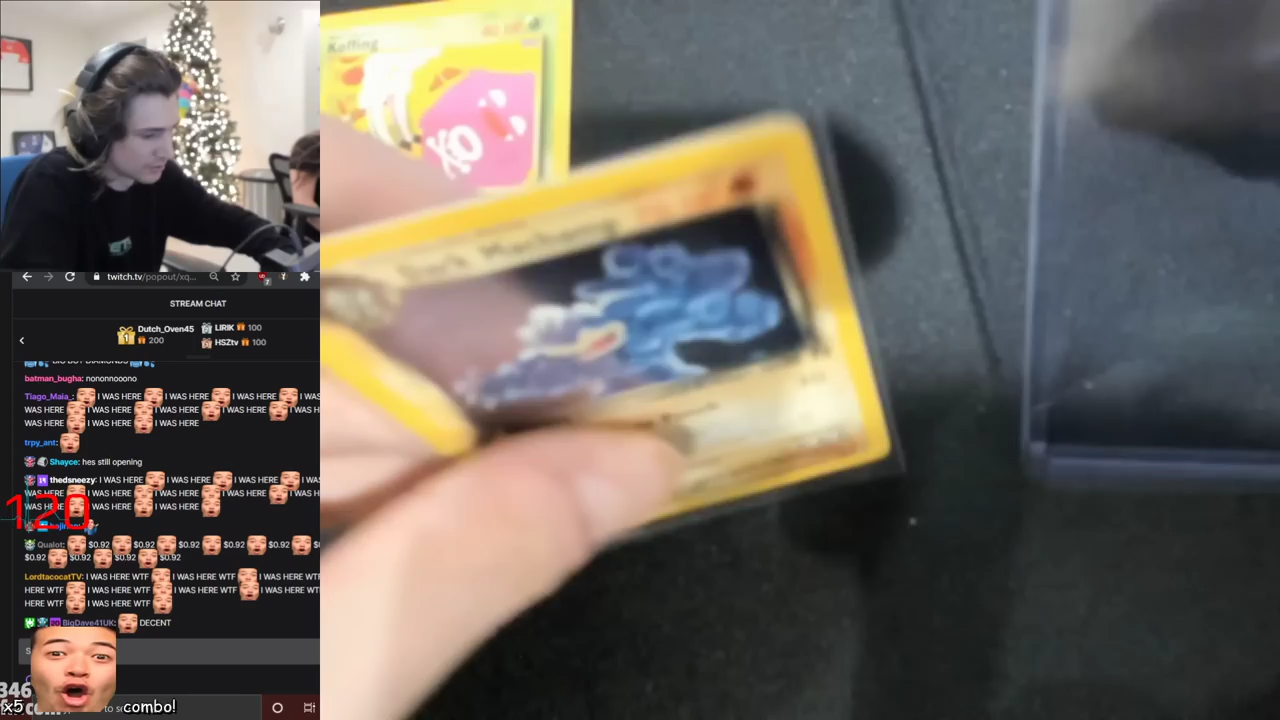 Koffing
XO
Dark Machamp
twitch.tv/popout/xq...
STREAM CHAT
Dutch_Oven45
200
LIRIK 100
HSZtv 100
1
batman_bugha: nononnooono
Tiago_Maia_: I WAS HERE I WAS HERE I WAS HERE I WAS
WAS HERE I WAS HERE I WAS HERE I WAS HERE
WAS HERE I WAS HERE I WAS HERE
trpy_ant:
Shayce: hes still opening
thedsneezy: I WAS HERE I WAS HERE I WAS HERE I
WAS HERE I WAS HERE I WAS HERE I WAS HERE
WAS HERE I WAS HERE I WAS HERE
120
Qualot: $0.92 $0.92 $0.92 $0.92 $0.92
$0.92 $0.92 $0.92 $0.92
LordtacocatTV: I WAS HERE WTF I WAS HERE WTF I WAS HERE
HERE WTF I WAS HERE WTF I WAS HERE WTF I WAS
HERE WTF I WAS HERE WTF
BigDave41UK: DECENT
346
x5 combo!